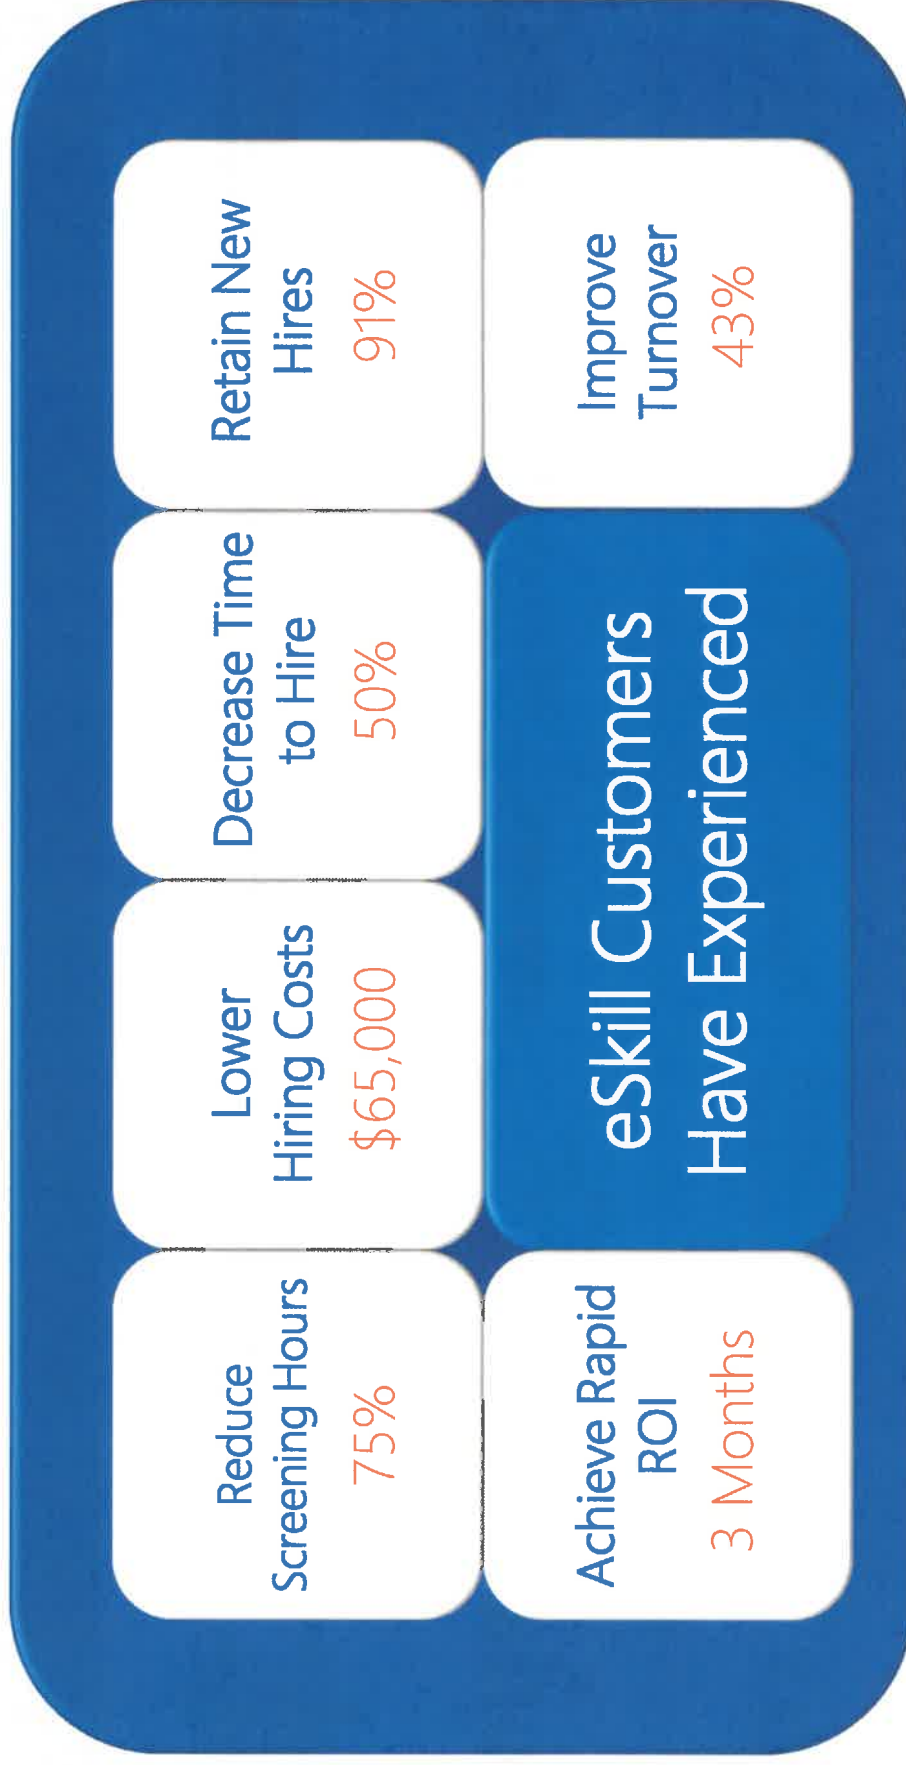 Reduce
Screening Hours
75%
Lower
Hiring Costs
$65,000
Decrease Time
to Hire
50%
Retain New
Hires
91%
Achieve Rapid
ROI
3 Months
eSkill Customers
Have Experienced
Improve
Turnover
43%